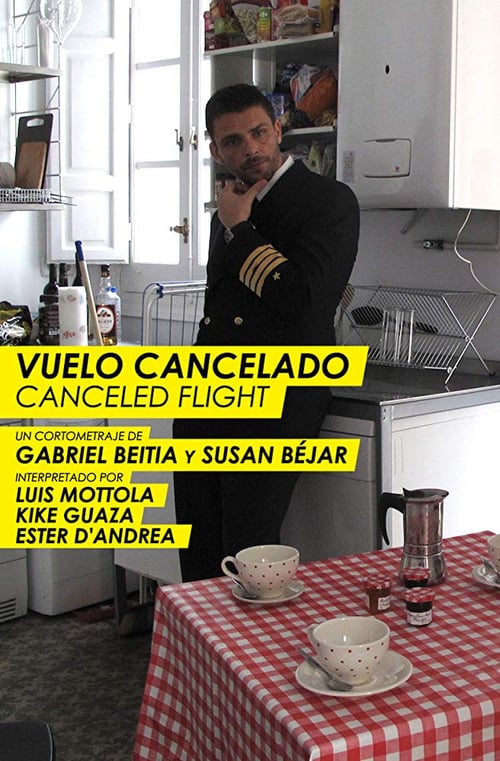 VUELO CANCELADO
CANCELED FLIGHT
UN CORTOMETRAJE DE
GABRIEL BEITIA Y SUSAN BÉJAR
INTERPRETADO POR
LUIS MOTTOLA
KIKE GUAZA
ESTER D'ANDREA